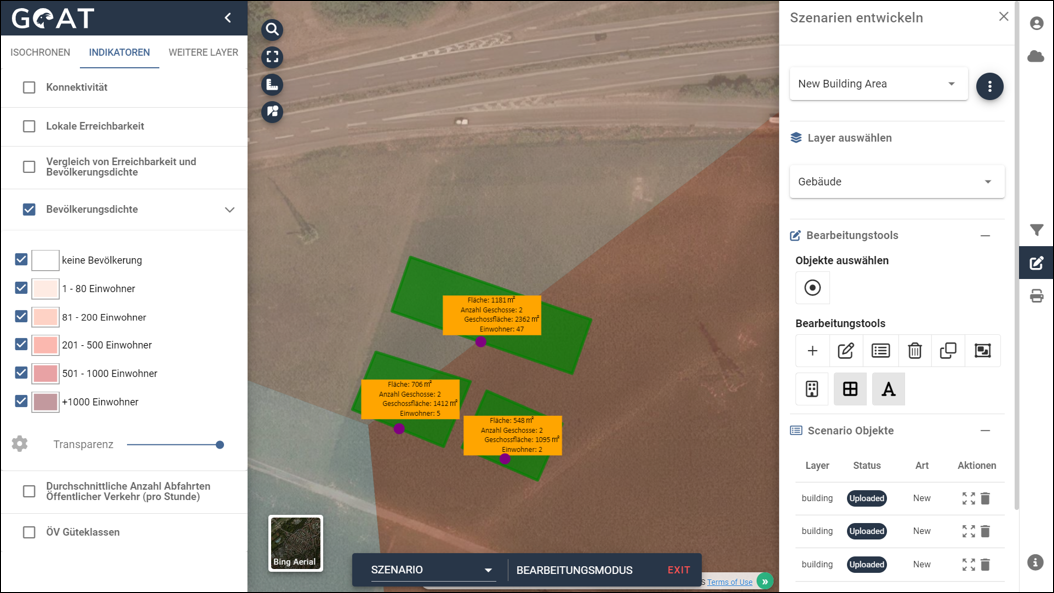 GOAT
ISOCHRONEN INDIKATOREN WEITERE LAYER
Konnektivität
Lokale Erreichbarkeit
Vergleich von Erreichbarkeit und
Bevölkerungsdichte
Bevölkerungsdichte
keine Bevölkerung
1 - 80 Einwohner
81 - 200 Einwohner
201 - 500 Einwohner
501 - 1000 Einwohner
+1000 Einwohner
Transparenz
Durchschnittliche Anzahl Abfahrten
Öffentlicher Verkehr (pro Stunde)
ÖV Güteklassen
Fläche: 1181 m²
Anzahl Geschosse: 2
Geschossfläche: 2362 m²
Einwohner: 47
Fläche: 706 m²
Anzahl Geschosse: 2
Geschossfläche: 1412 m²
Einwohner: 5
Fläche: 548 m²
Anzahl Geschosse: 2
Geschossfläche: 1095 m²
Einwohner: 2
Bing Aerial
SZENARIO BEARBEITUNGSMODUS EXIT
S Terms of Use »
Szenarien entwickeln
New Building Area
Layer auswählen
Gebäude
Bearbeitungstools
Objekte auswählen
Bearbeitungstools
A
Scenario Objekte
Layer Status Art Aktionen
building Uploaded New
building Uploaded New
building Uploaded New